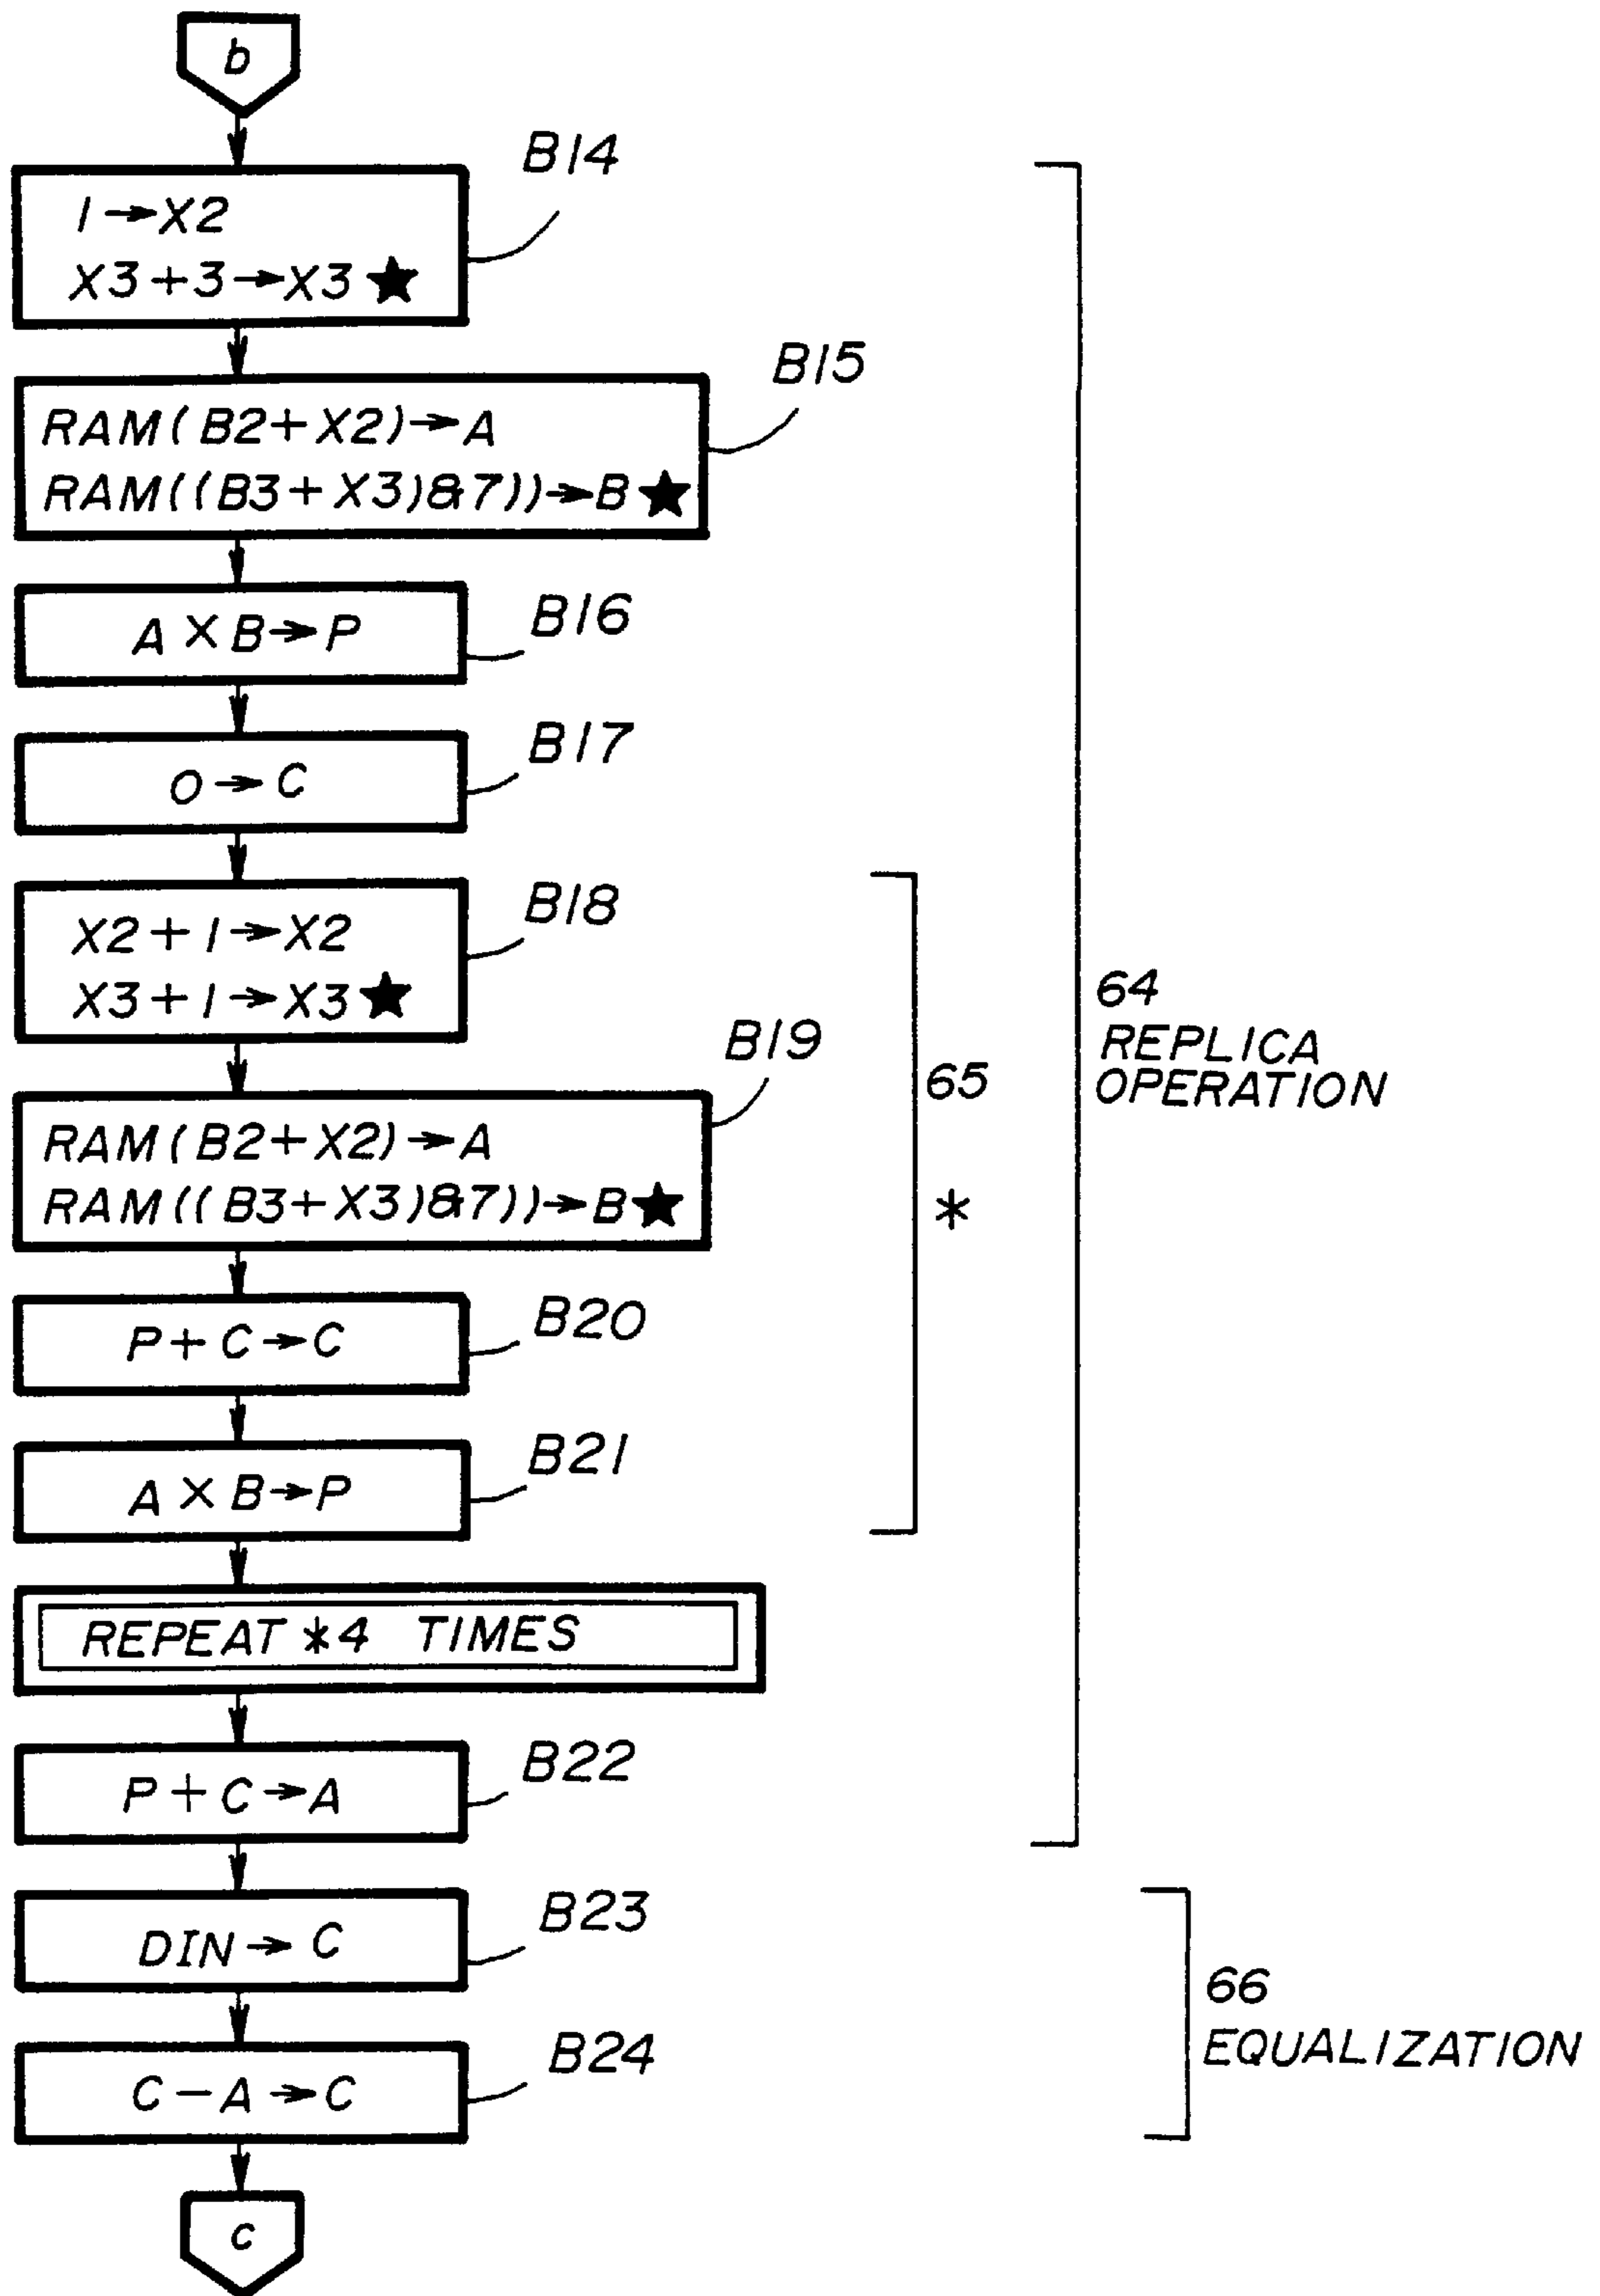 b
B14
1→X2
X3+3→X3★
B15
RAM(B2+X2)→A
RAM((B3+X3)&7))→B★
B16
A×B→P
B17
0→C
B18
X2+1→X2
X3+1→X3★
64
REPLICA
OPERATION
B19
65
RAM(B2+X2)→A
RAM((B3+X3)&7))→B★
*
B20
P+C→C
B21
A×B→P
REPEAT *4 TIMES
B22
P+C→A
B23
DIN→C
66
EQUALIZATION
B24
C-A→C
c